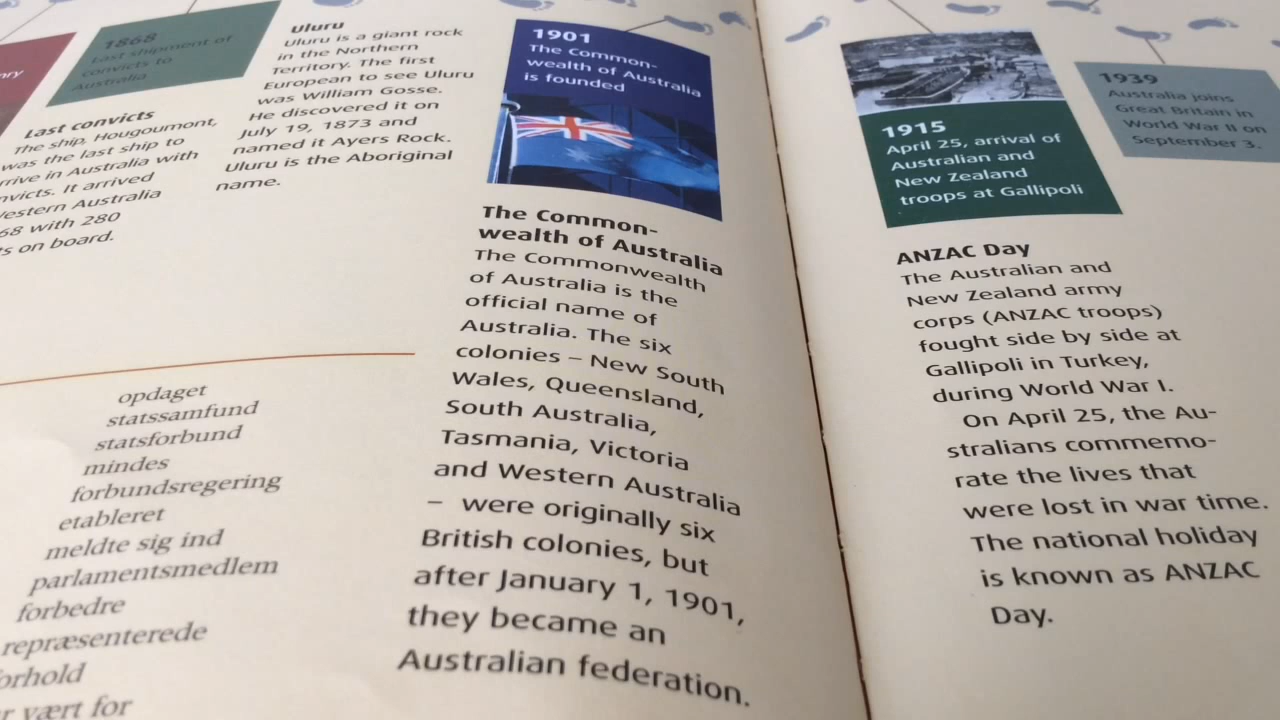 nry
1868
Last shipment of
convicts to
Australia
Last convicts
The ship, Hougoumont,
was the last ship to
rrive in Australia with
nvicts. It arrived
estern Australia
68 with 280
ts on board.
Uluru
Uluru is a giant rock
in the Northern
Territory. The first
European to see Uluru
was William Gosse.
He discovered it on
July 19, 1873 and
named it Ayers Rock.
Uluru is the Aboriginal
name.
opdaget
statssamfund
statsforbund
mindes
forbundsregering
etableret
meldte sig ind
parlamentsmedlem
forbedre
repræsenterede
orhold
r vært for
1901
The Common-
wealth of Australia
is founded
The Common-
wealth of Australia
The Commonwealth
of Australia is the
official name of
Australia. The six
colonies – New South
Wales, Queensland,
South Australia,
Tasmania, Victoria
and Western Australia
– were originally six
British colonies, but
after January 1, 1901,
they became an
Australian federation.
1915
April 25, arrival of
Australian and
New Zealand
troops at Gallipoli
ANZAC Day
The Australian and
New Zealand army
corps (ANZAC troops)
fought side by side at
Gallipoli in Turkey,
during World War I.
On April 25, the Au-
stralians commemo-
rate the lives that
were lost in war time.
The national holiday
is known as ANZAC
Day.
1939
Australia joins
Great Britain in
World War II on
September 3.